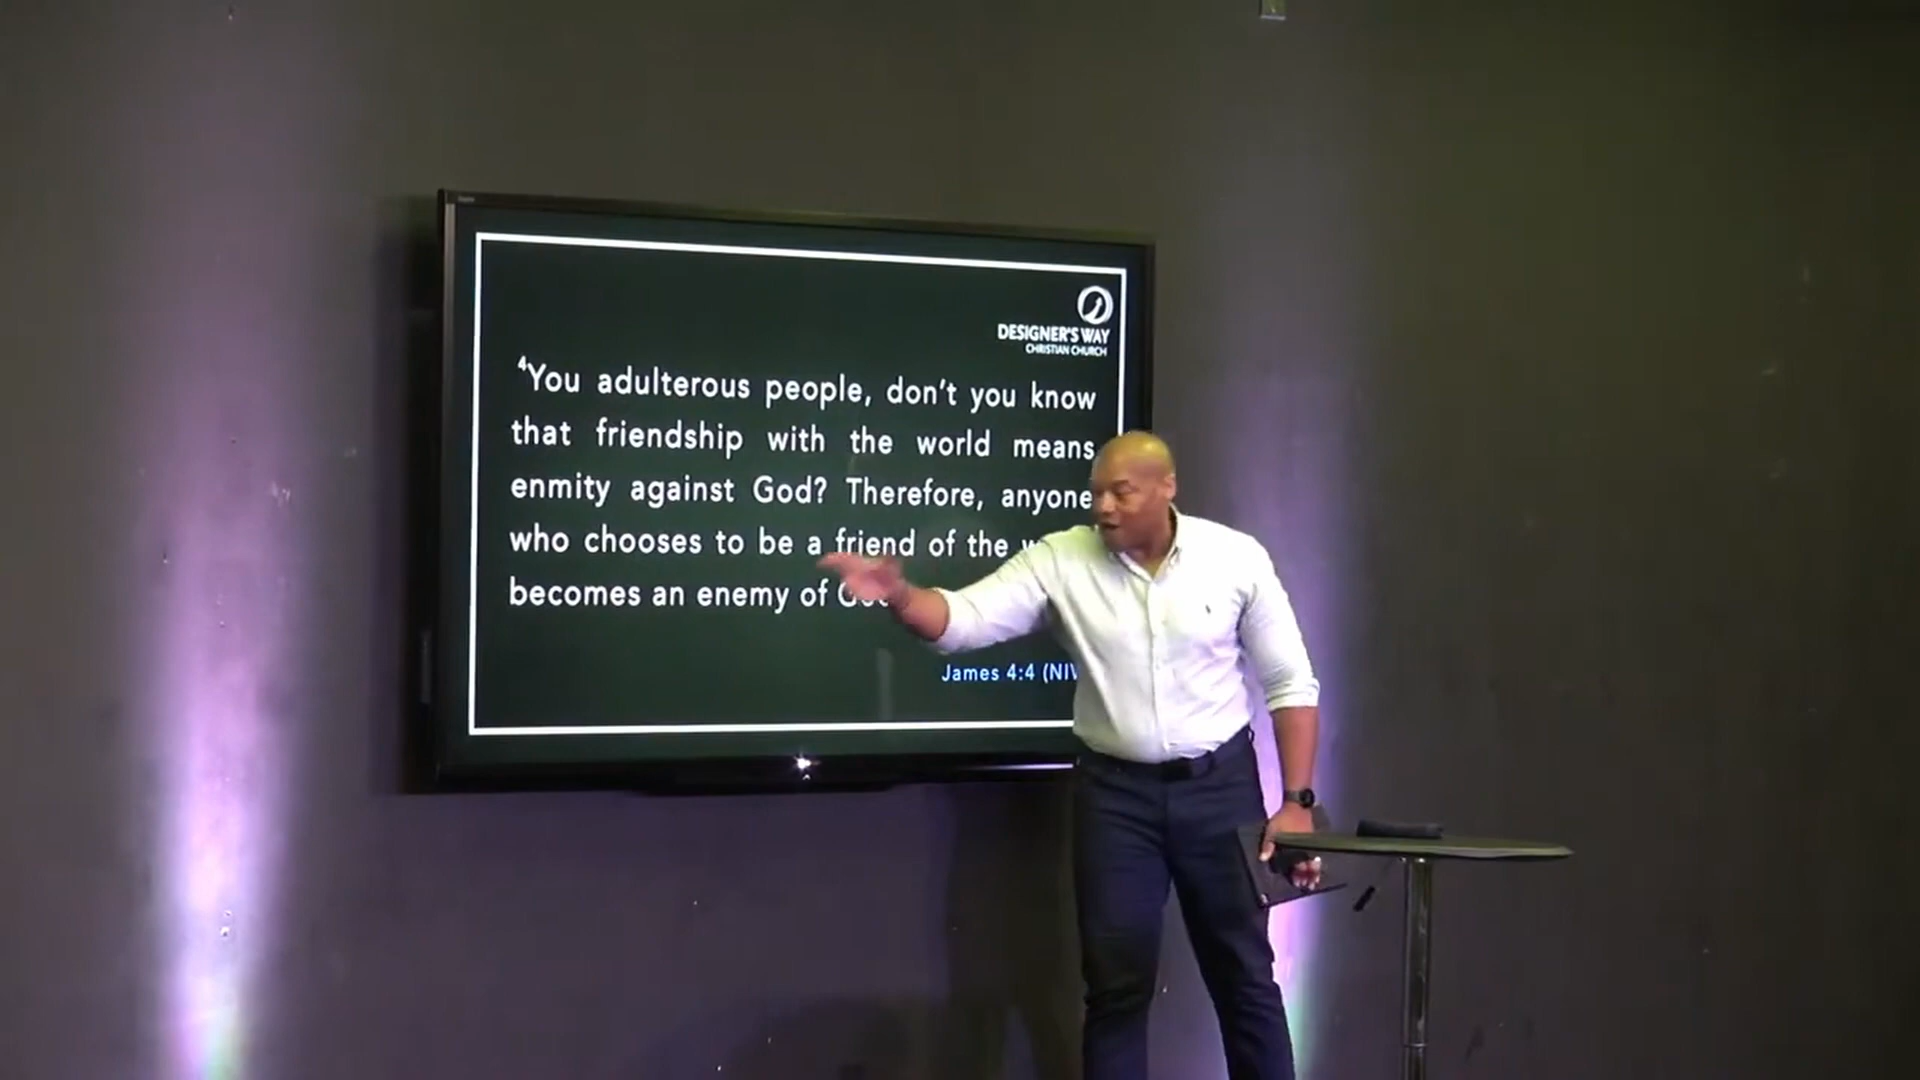 DESIGNER'S WAY
CHRISTIAN CHURCH
4You adulterous people, don't you know
that friendship with the world means
enmity against God? Therefore, anyone
who chooses to be a friend of the
becomes an enemy of
James 4:4 (NIV